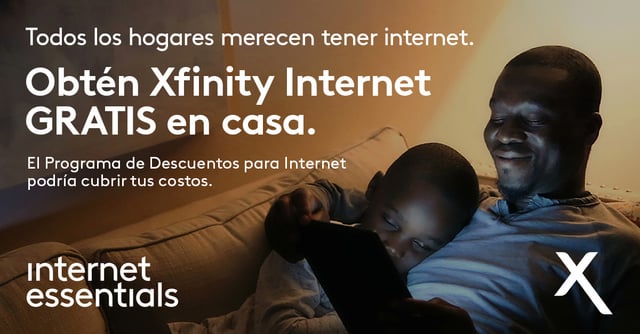 Todos los hogares merecen tener internet.
Obtén Xfinity Internet
GRATIS en casa.
El Programa de Descuentos para Internet
podría cubrir tus costos.
internet
essentials
X